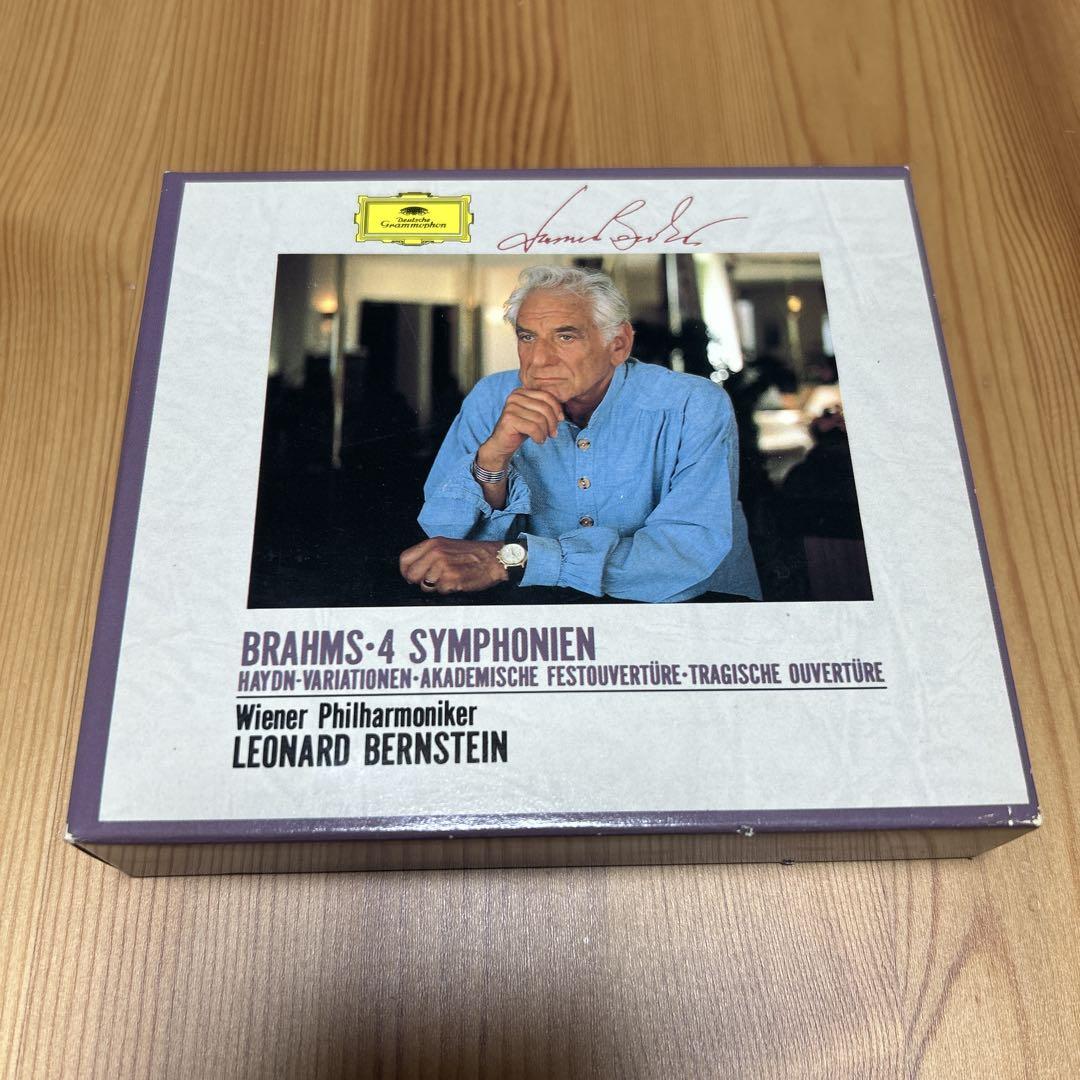 Deutsche
Grammophon
BRAHMS·4 SYMPHONIEN
HAYDN-VARIATIONEN·AKADEMISCHE FESTOUVERTÜRE·TRAGISCHE OUVERTÜRE
Wiener Philharmoniker
LEONARD BERNSTEIN